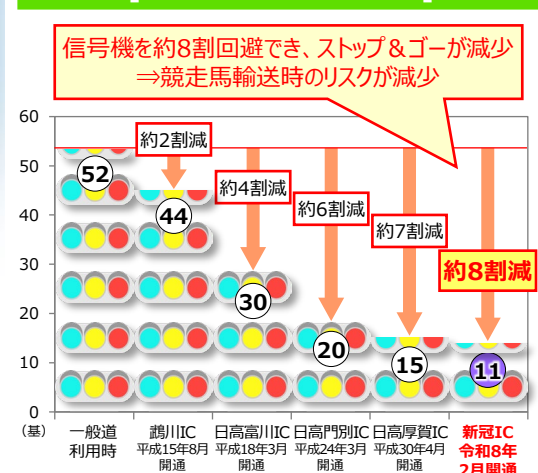 信号機を約8割回避でき、ストップ＆ゴーが減少
⇒競走馬輸送時のリスクが減少
60
50
40
30
20
10
0
（基）
約2割減
約4割減
約6割減
約7割減
約8割減
52
44
30
20
15
11
一般道
利用時
鵡川IC
平成15年8月
開通
日高富川IC
平成18年3月
開通
日高門別IC
平成24年3月
開通
日高厚賀IC
平成30年4月
開通
新冠IC
令和8年
2月開通